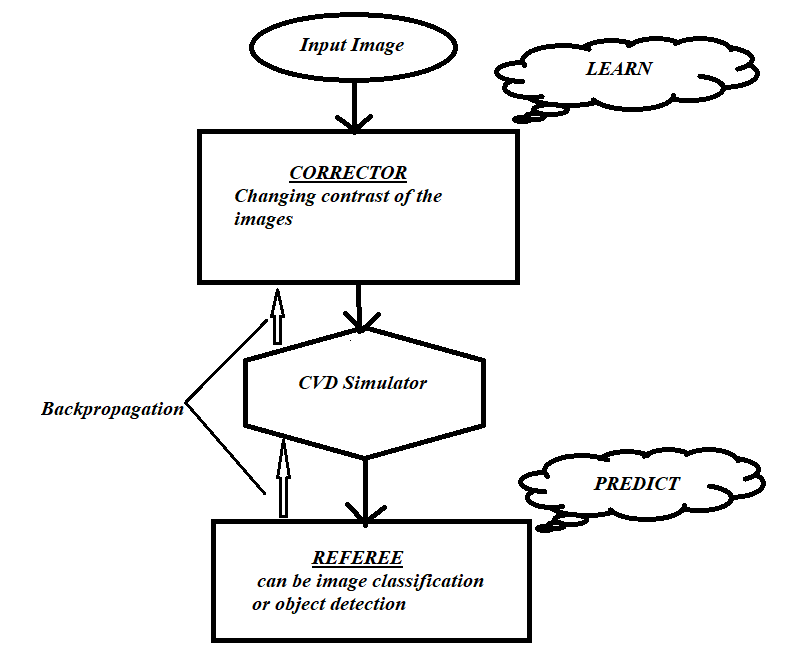 Input Image
LEARN
CORRECTOR
Changing contrast of the
images
CVD Simulator
Backpropagation
PREDICT
REFEREE
can be image classification
or object detection